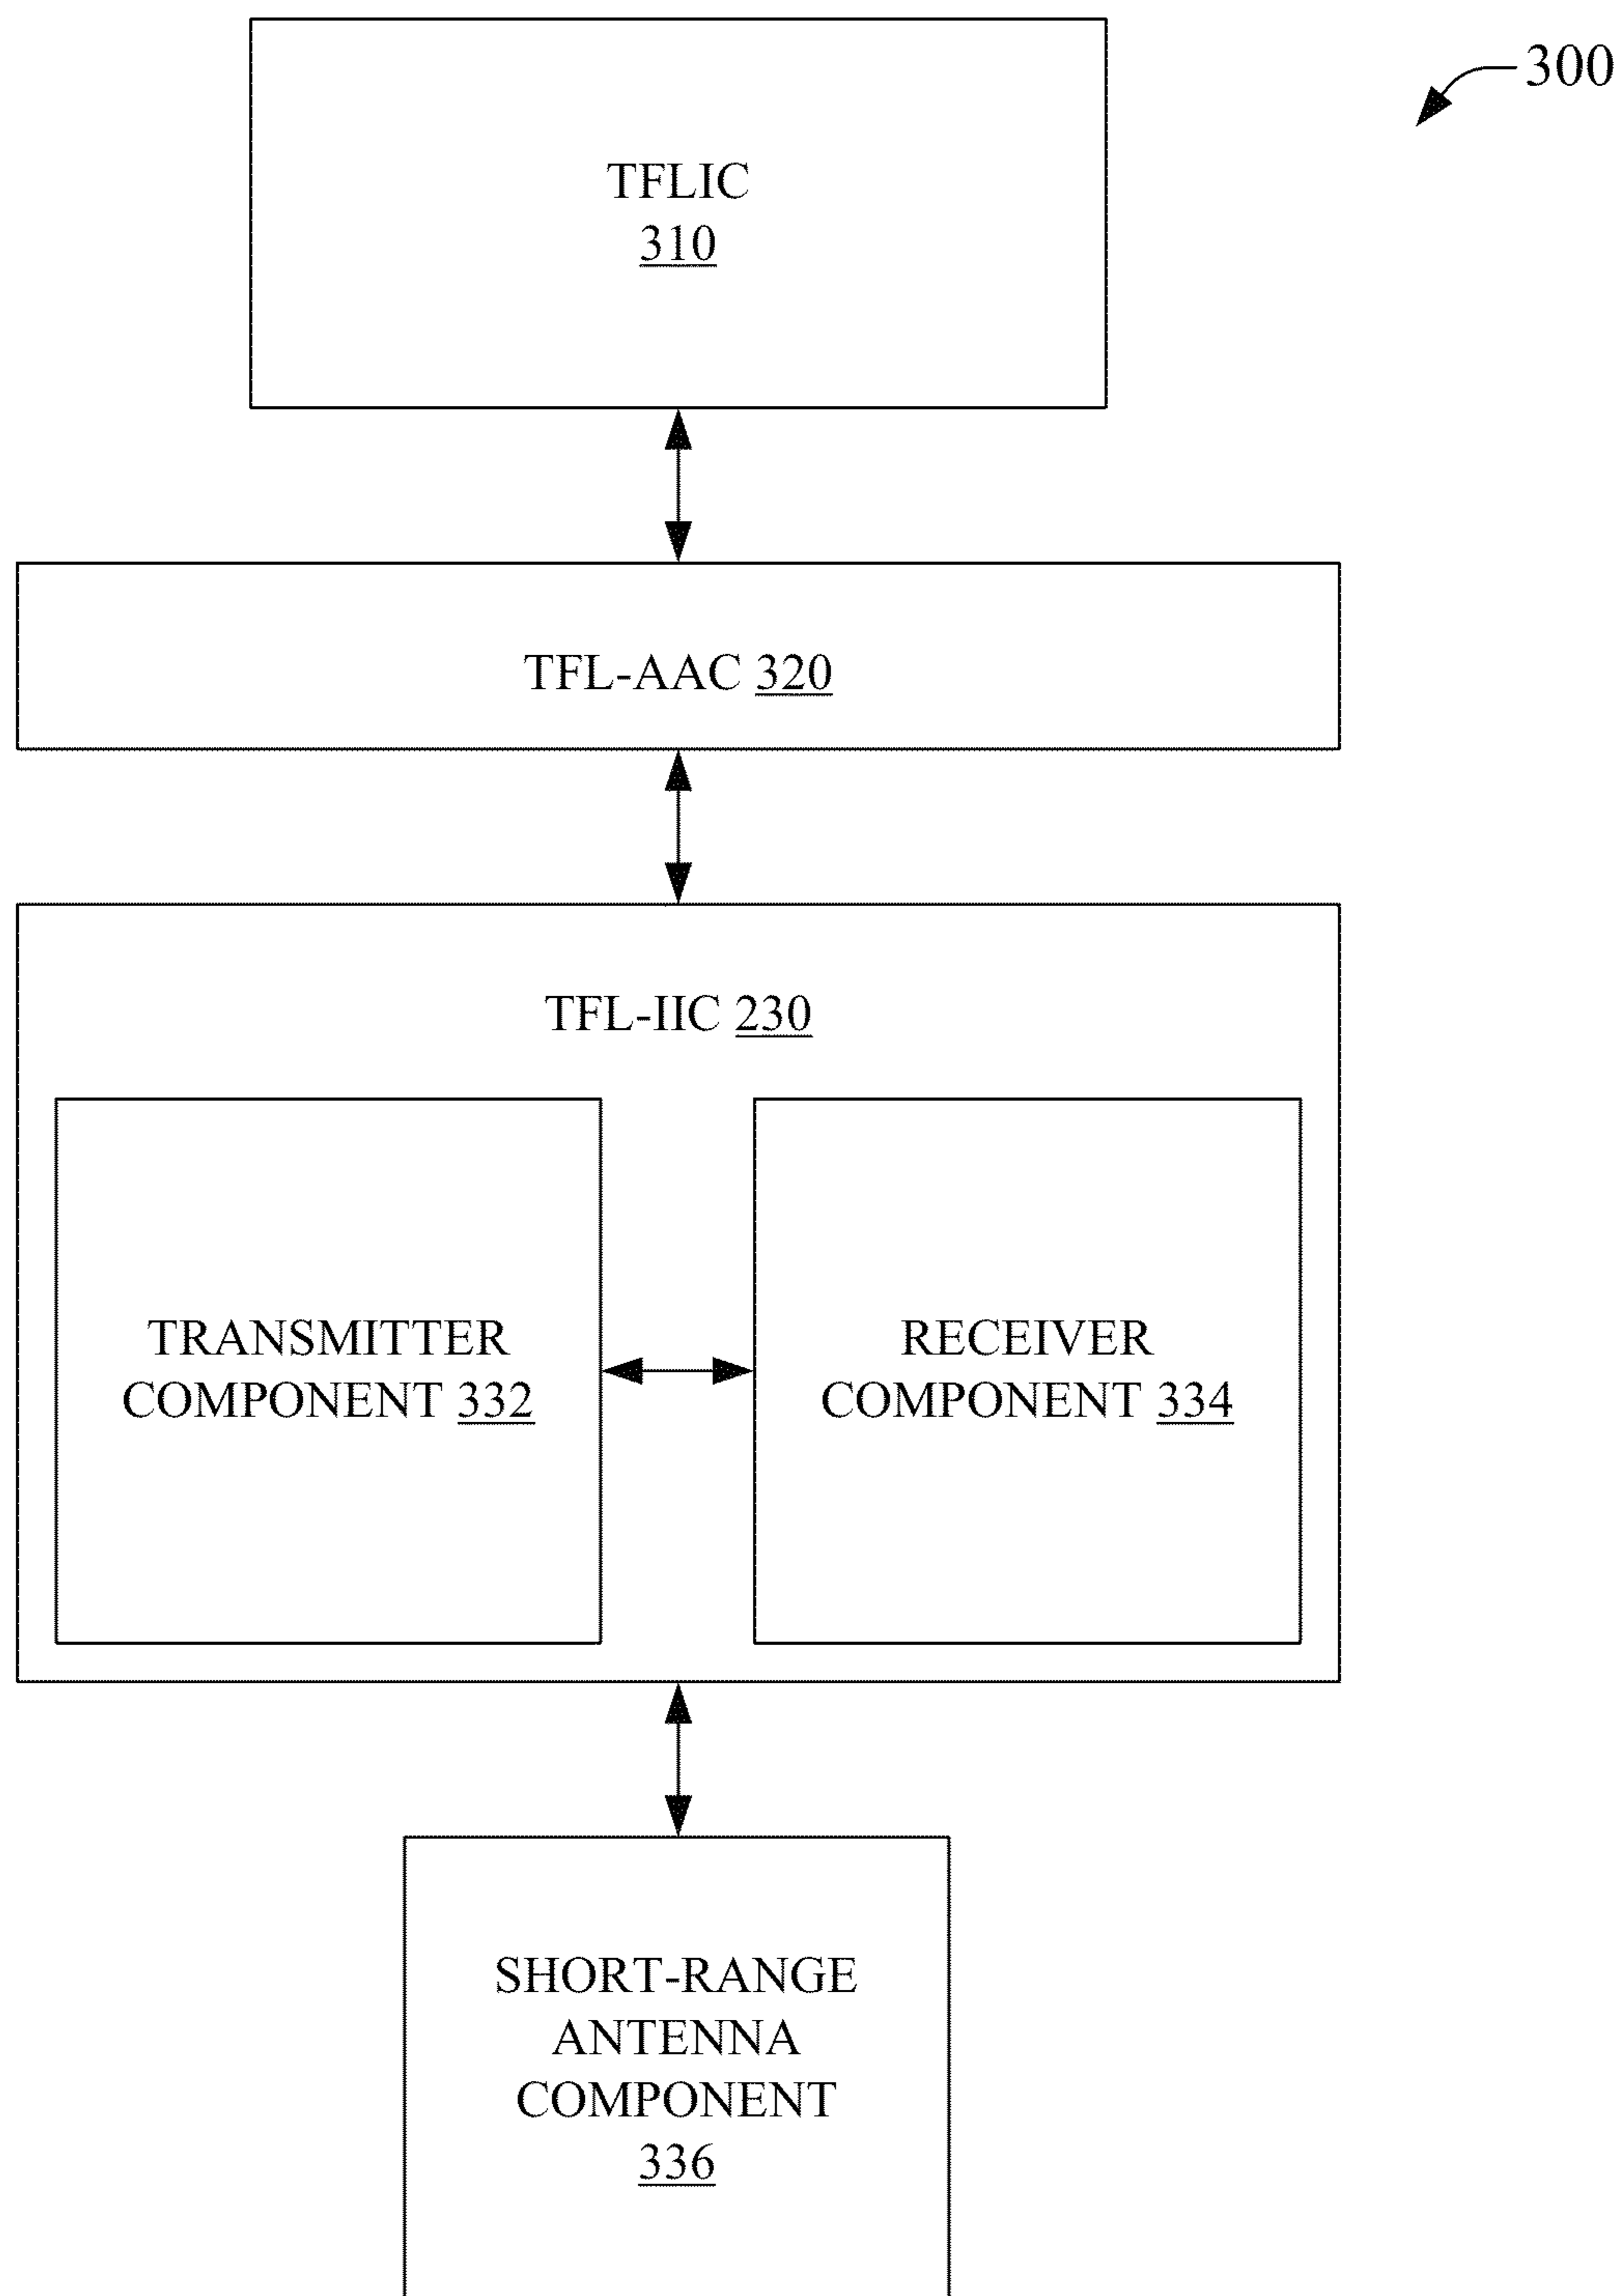 300
TFLIC
310
TFL-AAC 320
TFL-IIC 230
TRANSMITTER
COMPONENT 332
RECEIVER
COMPONENT 334
SHORT-RANGE
ANTENNA
COMPONENT
336